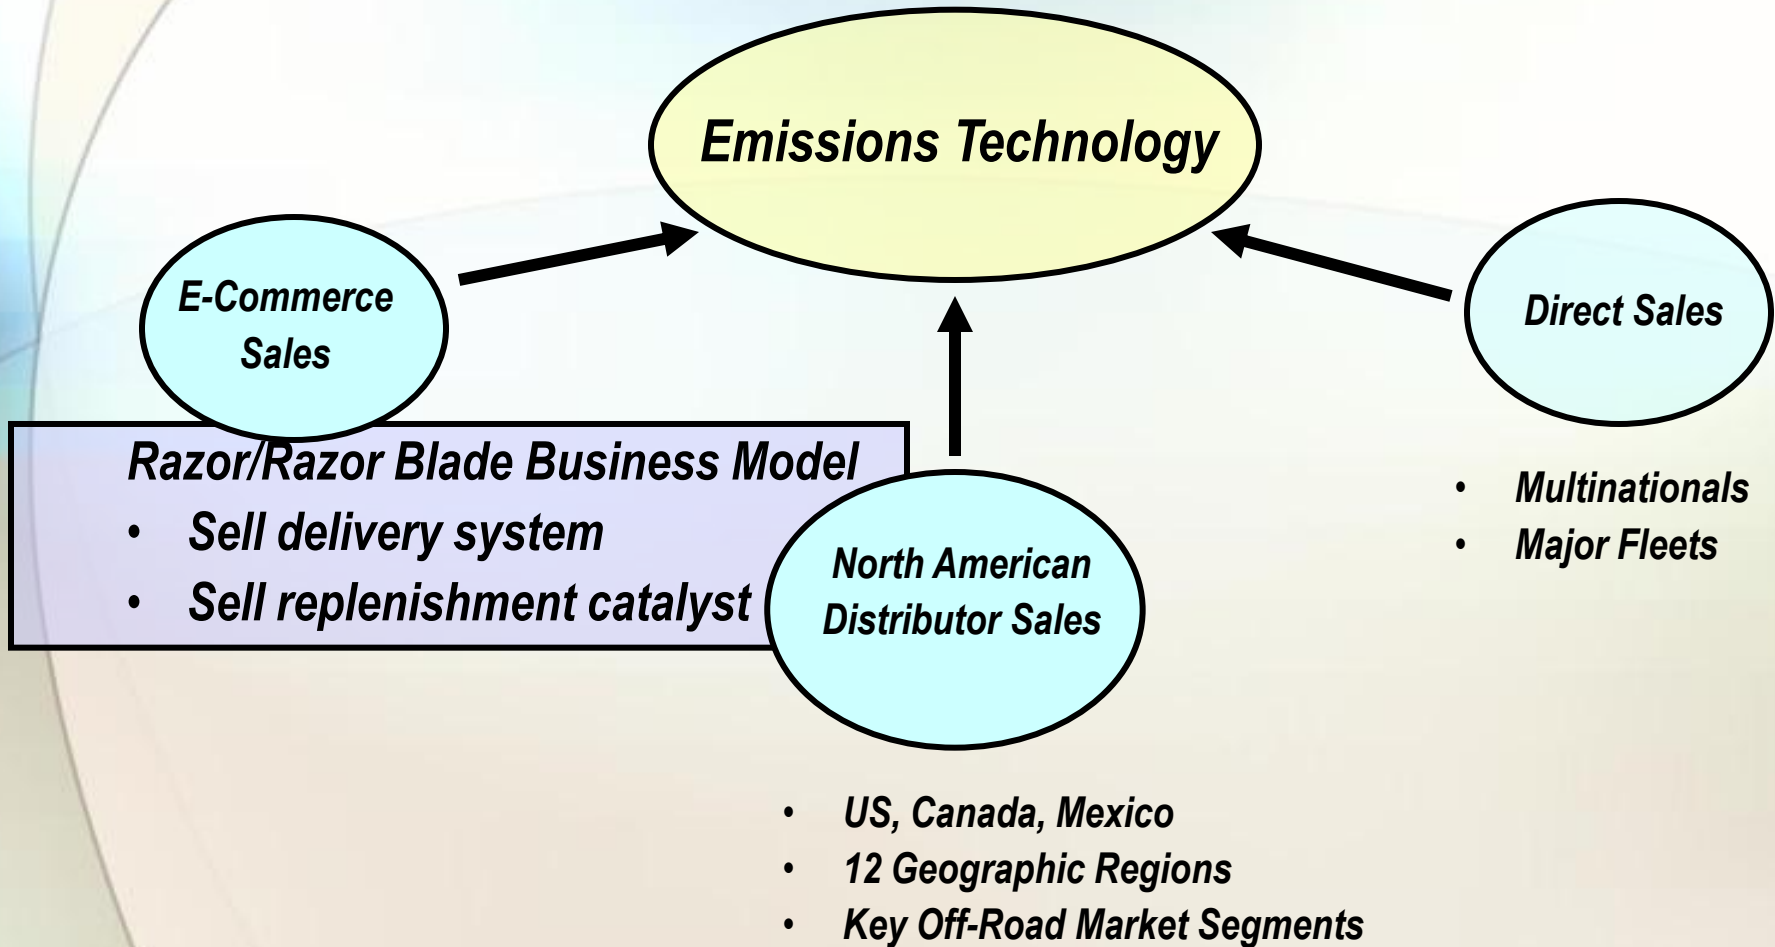 Emissions Technology
E-Commerce
Sales
Direct Sales
Razor/Razor Blade Business Model
• Sell delivery system
• Sell replenishment catalyst
North American
Distributor Sales
• Multinationals
• Major Fleets
• US, Canada, Mexico
• 12 Geographic Regions
• Key Off-Road Market Segments